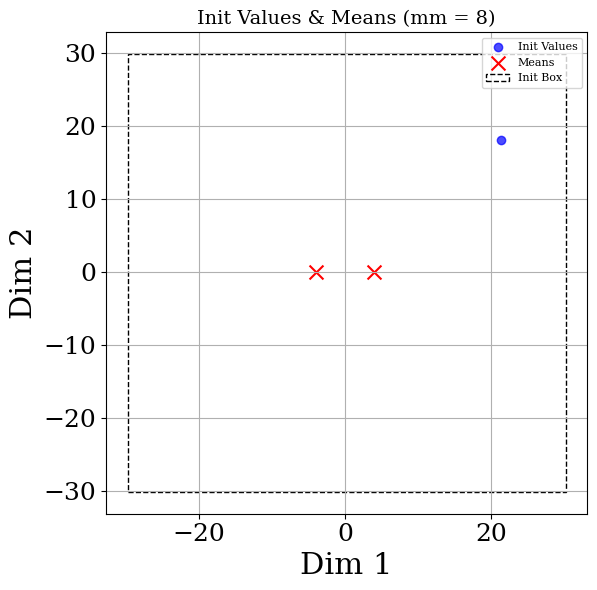 Init Values & Means (mm = 8)
Init Values
Means
Init Box
30
20
10
0
−10
−20
−30
Dim 2
−20 0 20
Dim 1